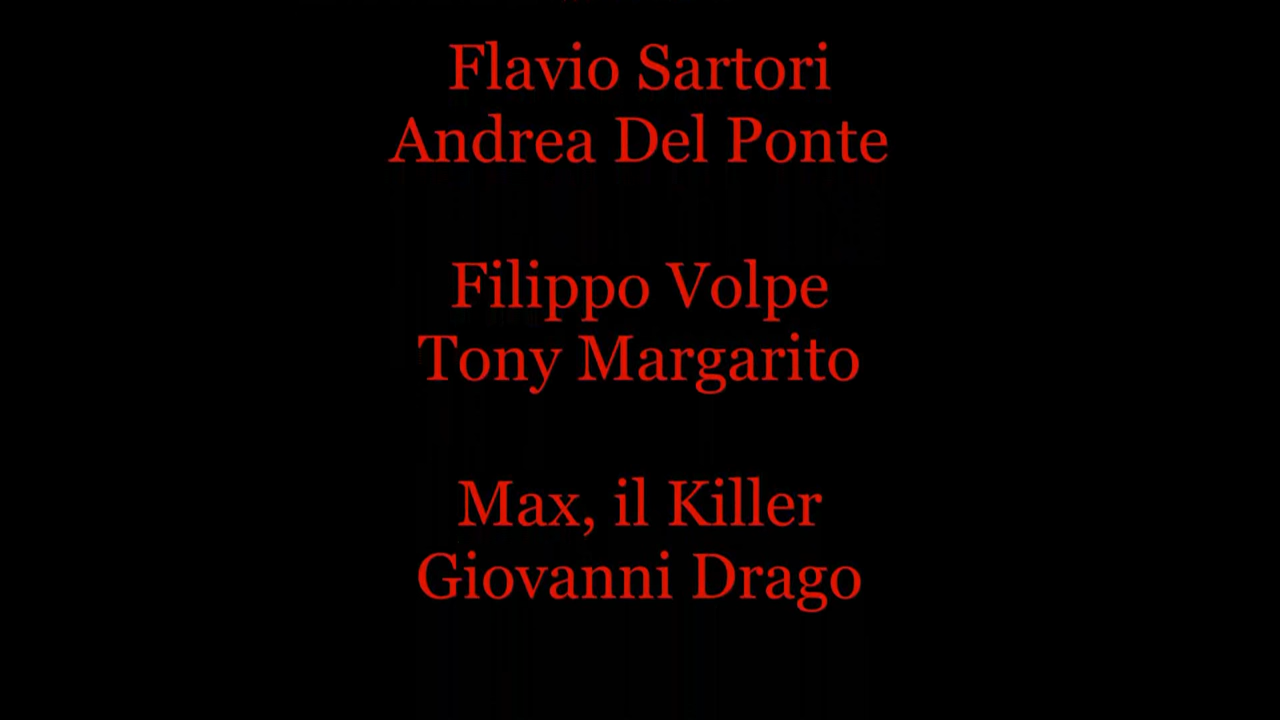 Flavio Sartori
Andrea Del Ponte
Filippo Volpe
Tony Margarito
Max, il Killer
Giovanni Drago